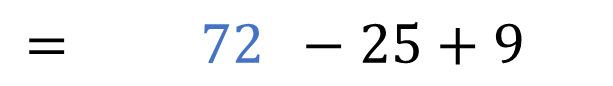 = 72 − 25 + 9